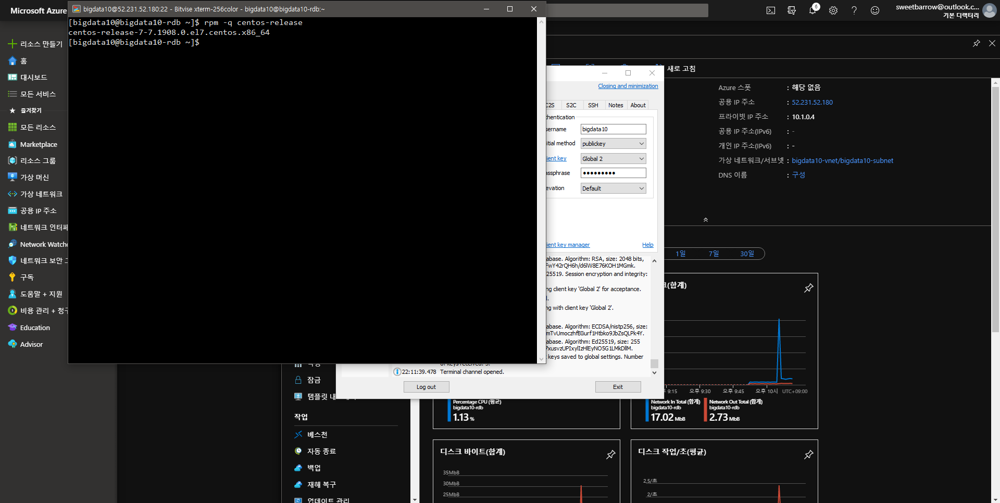 Microsoft Azure
bigdata10@52.231.52.180:22 - Bitvise xterm-256color - bigdata10@bigdata10-rdb:~
6
sweetbarrow@outlook.c...
기본 디렉터리
[bigdata10@bigdata10-rdb ~]$ rpm -q centos-release
centos-release-7-7.1908.0.el7.centos.x86_64
[bigdata10@bigdata10-rdb ~]$
리소스 만들기
홈
대시보드
모든 서비스
즐겨찾기
모든 리소스
Marketplace
리소스 그룹
가상 머신
가상 네트워크
공용 IP 주소
네트워크 인터페
Network Watche
네트워크 보안 그
구독
도움말 + 지원
비용 관리 + 청구
Education
Advisor
새로 고침
Closing and minimization
C2S S2C SSH Notes About
hentication
sername bigdata10
itial method publickey
ient key Global 2
assphrase ●●●●●●●●●
evation Default
ient key manager Help
abase. Algorithm: RSA, size: 2048 bits,
FwY42rQH6h/d6lW8E76KOH1MGmk.
25519. Session encryption and integrity:
ng client key 'Global 2' for acceptance.
ng with client key 'Global 2'.
abase. Algorithm: ECDSA/nistp256, size:
mTvUmoczhfBIiurf1Htbko9JbZsQLPk4Y.
abase. Algorithm: Ed25519, size: 255
7xusvzUPIxylIzHlEyNO5G1LMkDllM.
keys saved to global settings. Number
of keys received: 3.
22:11:39.478 Terminal channel opened.
Log out Exit
Azure 스폿 : 해당 없음
공용 IP 주소 : 52.231.52.180
프라이빗 IP 주소 : 10.1.0.4
공용 IP 주소(IPv6) : -
개인 IP 주소(IPv6) : -
가상 네트워크/서브넷 : bigdata10-vnet/bigdata10-subnet
DNS 이름 : 구성
1일 7일 30일
속성
잠금
템플릿 내
작업
베스천
자동 종료
백업
재해 복구
업데이트 관리
Percentage CPU (평균)
bigdata10-rdb
1.13 %
크(합계)
9:15 오후 9:30 오후 9:45 오후 10시 UTC+09:00
Network In Total (합계)
bigdata10-rdb
17.02 MbB
Network Out Total (합계)
bigdata10-rdb
2.73 MbB
디스크 바이트(합계)
35MbB
30MbB
25MbB
디스크 작업/초(평균)
2.5/초
2/초